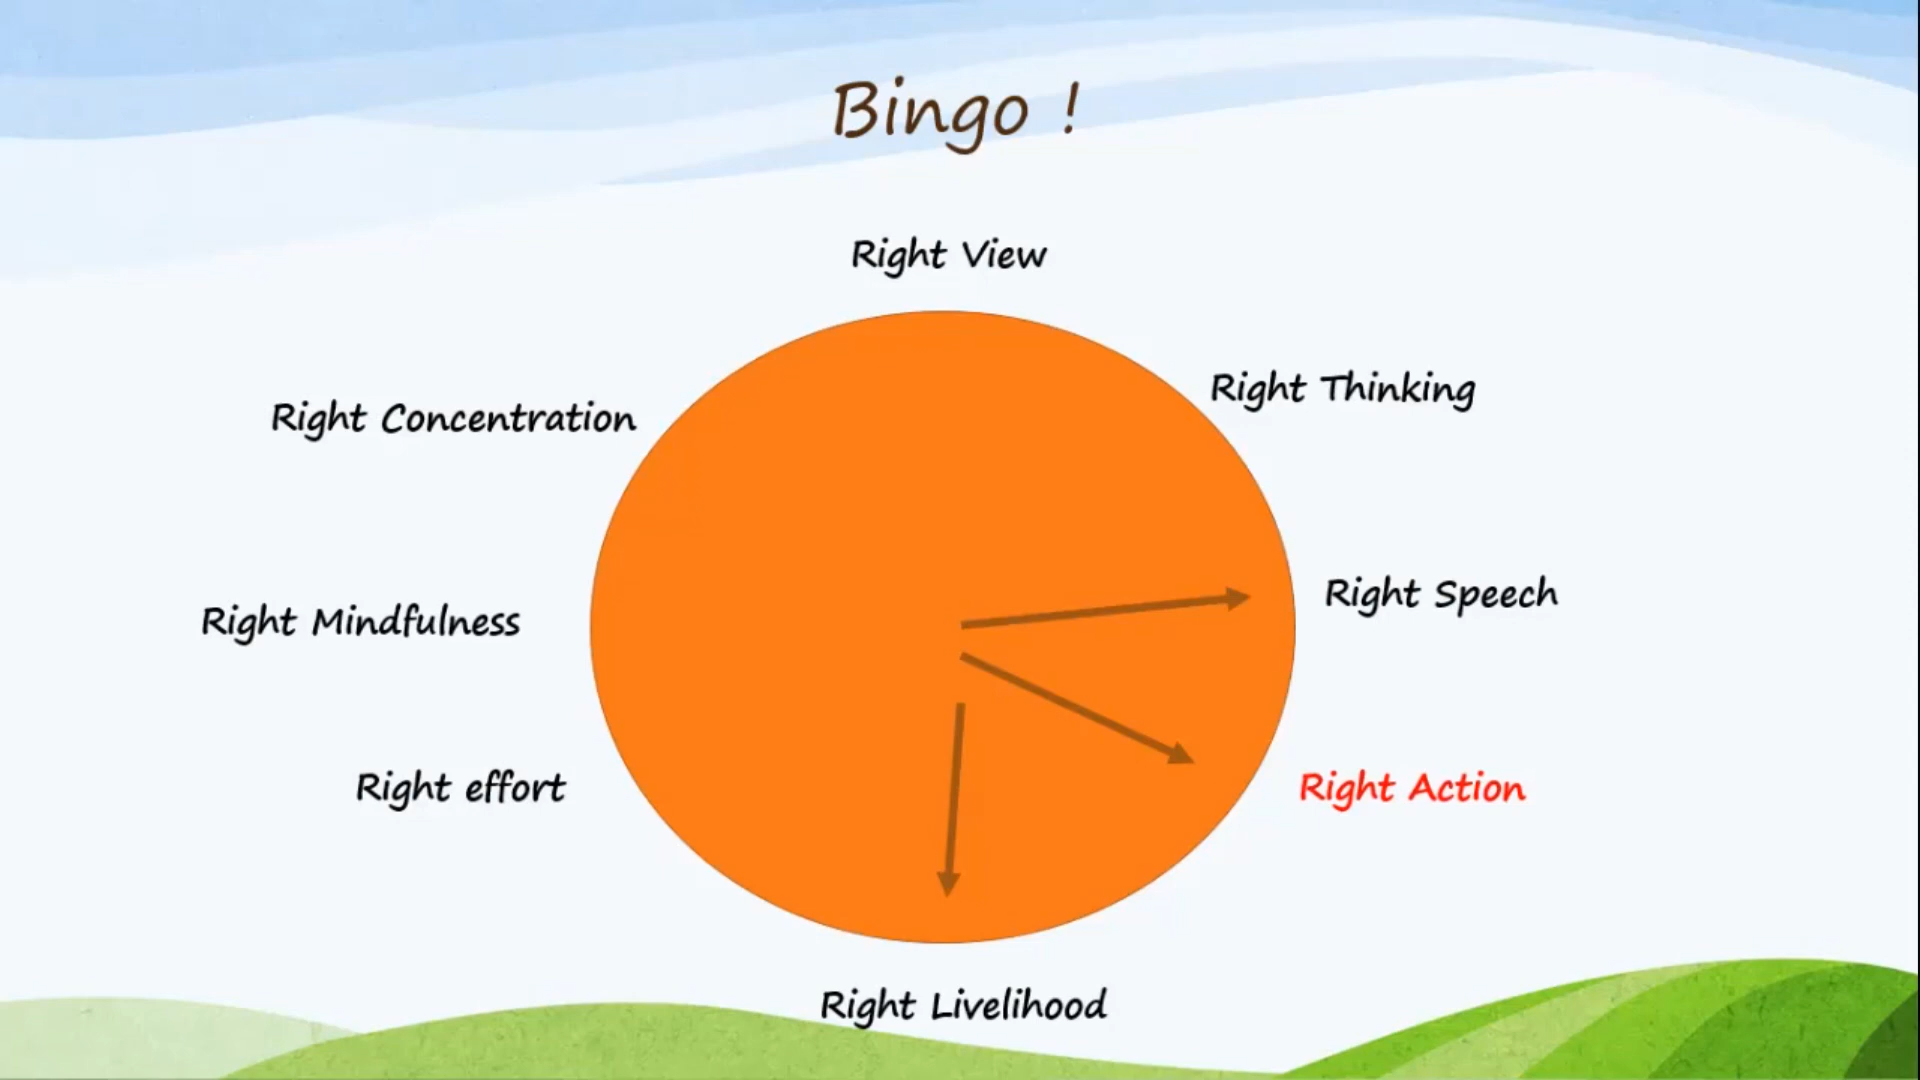 Bingo !
Right View
Right Thinking
Right Concentration
Right Speech
Right Mindfulness
Right effort
Right Action
Right Livelihood